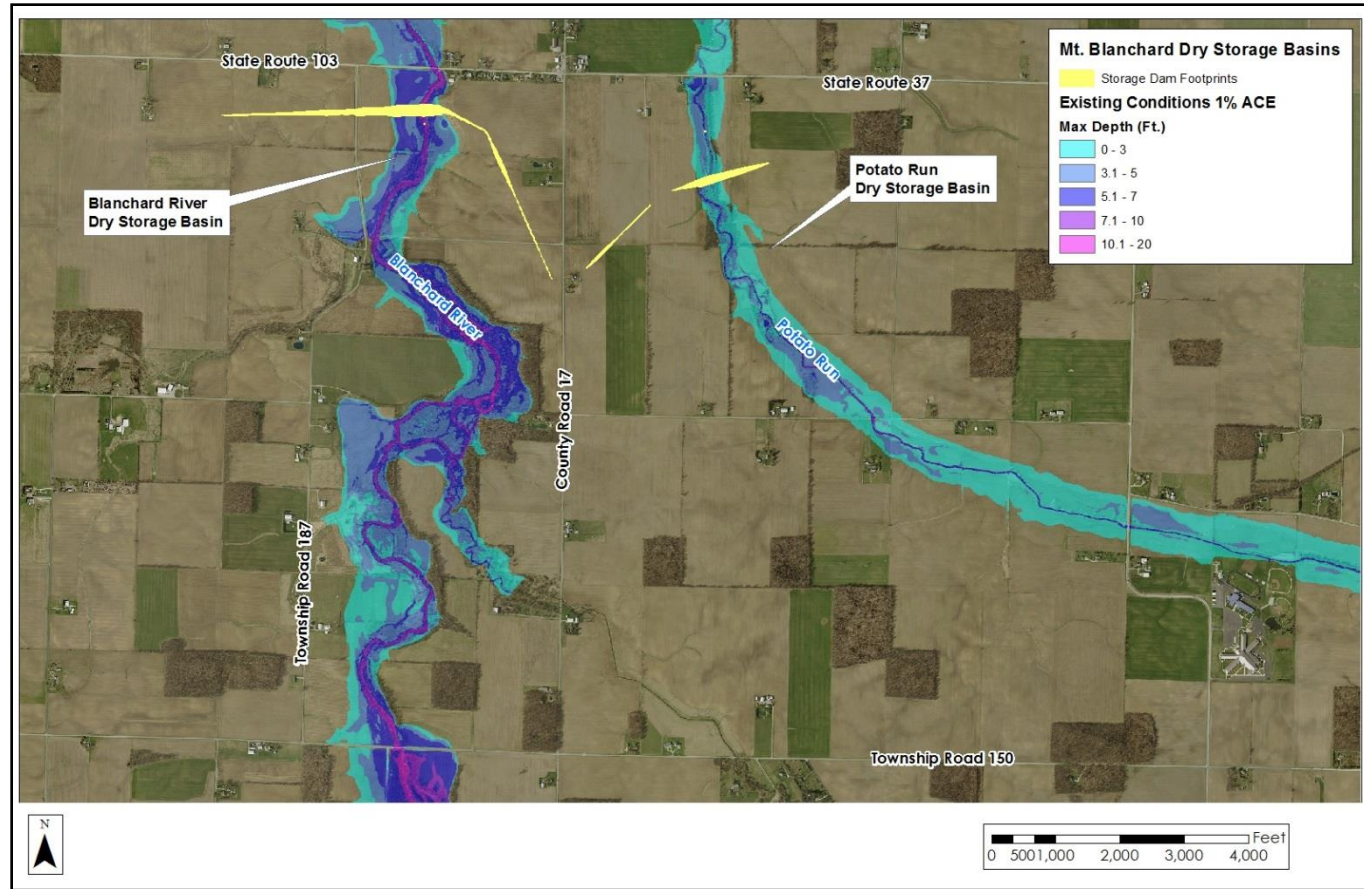 State Route 103
State Route 37
Mt. Blanchard Dry Storage Basins
Storage Dam Footprints
Existing Conditions 1% ACE
Max Depth (Ft.)
0 - 3
3.1 - 5
5.1 - 7
7.1 - 10
10.1 - 20
Blanchard River
Dry Storage Basin
Potato Run
Dry Storage Basin
Blanchard River
Potato Run
County Road 17
Township Road 187
Township Road 150
N
Feet
0 500 1,000 2,000 3,000 4,000